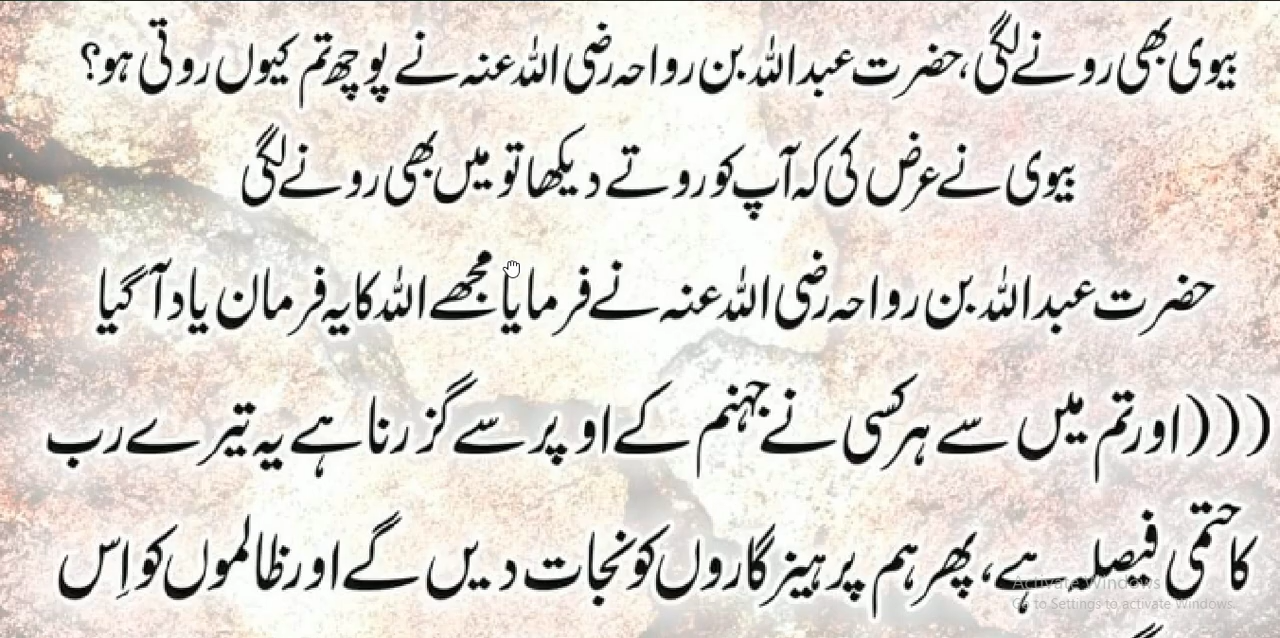 بیوی بھی رونے لگی، حضرت عبداللہ بن رواحہ رضی اللہ عنہ نے پوچھ تم کیوں روتی ہو؟
بیوی نے عرض کی کہ آپ کو روتے دیکھا تو میں بھی رونے لگی
حضرت عبداللہ بن رواحہ رضی اللہ عنہ نے فرمایا مجھے اللہ کا یہ فرمان یاد آگیا
(((اور تم میں سے ہر کسی نے جہنم کے اوپر سے گزرنا ہے یہ تیرے رب
کا حتمی فیصلہ ہے، پھر ہم پرہیز گاروں کو نجات دیں گے اور ظالموں کو اِس
Activate Windows
Go to Settings to activate Windows.